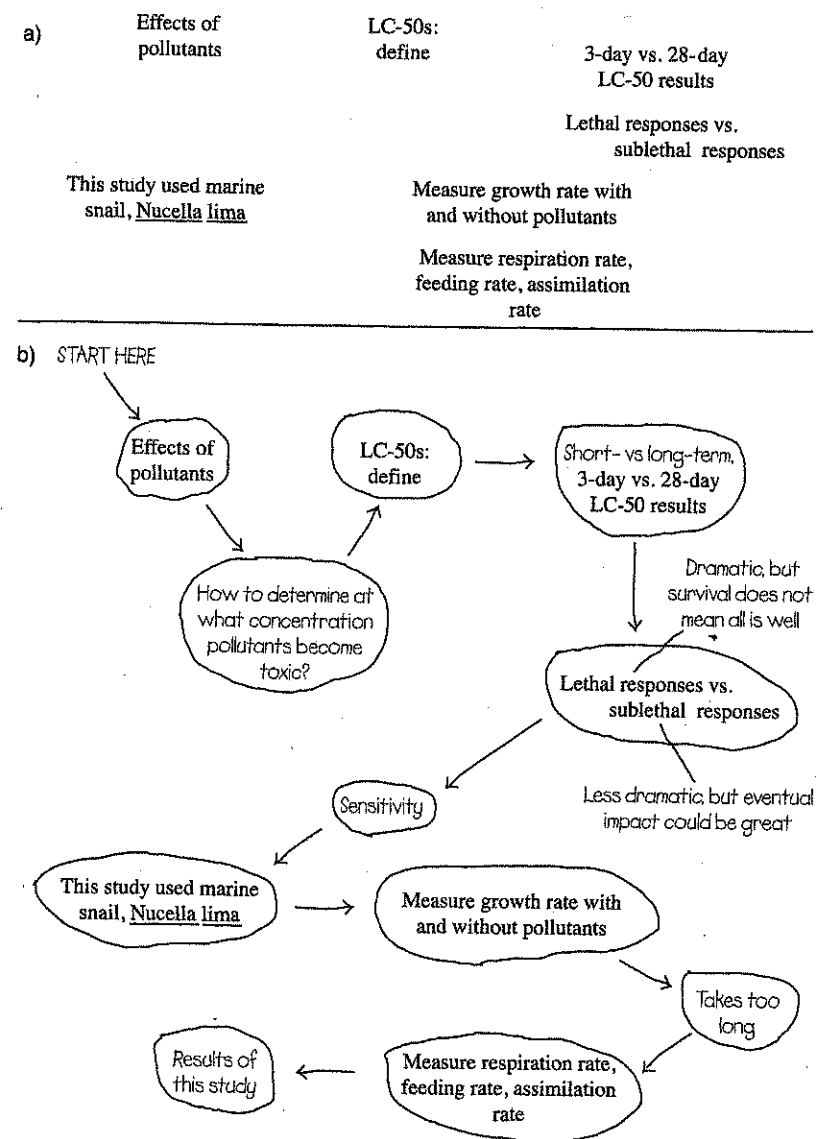 a)
Effects of
pollutants
LC-50s:
define
3-day vs. 28-day
LC-50 results
Lethal responses vs.
sublethal responses
This study used marine
snail, Nucella lima
Measure growth rate with
and without pollutants
Measure respiration rate,
feeding rate, assimilation
rate
b) START HERE
Effects of
pollutants
How to determine at
what concentration
pollutants become
toxic?
LC-50s:
define
Short- vs long-term,
3-day vs. 28-day
LC-50 results
Dramatic, but
survival does not
mean all is well
Lethal responses vs.
sublethal responses
Less dramatic, but eventual
impact could be great
Sensitivity
This study used marine
snail, Nucella lima
Measure growth rate with
and without pollutants
Takes too
long
Measure respiration rate,
feeding rate, assimilation
rate
Results of
this study